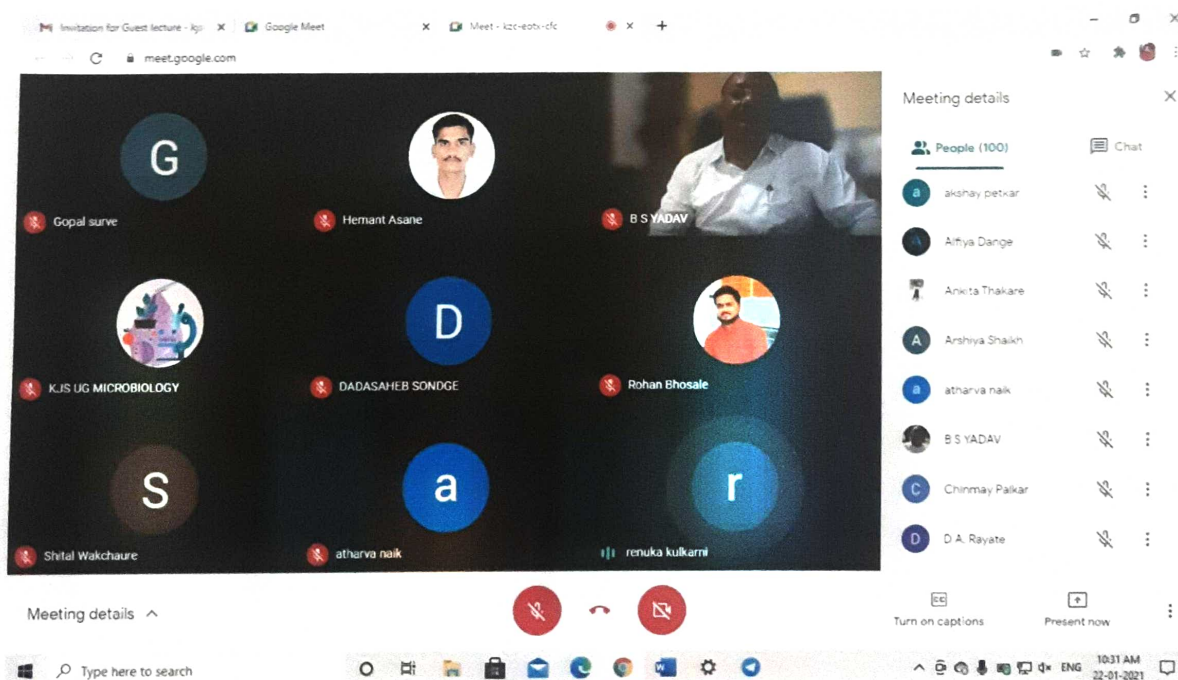 Invitation for Guest lecture - kjs
Google Meet
Meet - kzc-eotx-cfc
meet.google.com
G
Gopal surve
Hemant Asane
B S YADAV
K.JS UG MICROBIOLOGY
D
DADASAHEB SONDGE
Rohan Bhosale
S
Shital Wakchaure
a
atharva naik
r
renuka kulkarni
Meeting details
People (100)
Chat
a
akshay petkar
A
Alfiya Dange
Ankita Thakare
A
Arshiya Shaikh
a
atharva naik
B S YADAV
C
Chinmay Palkar
D
D A. Rayate
Meeting details
CC
Turn on captions
Present now
Type here to search
W
ENG
10:31 AM
22-01-2021